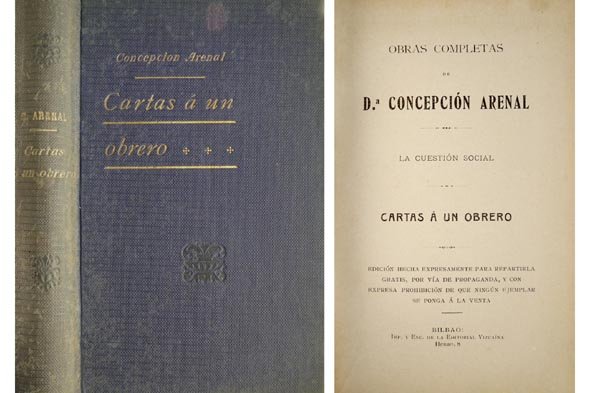 C. ARENAL
Cartas
a un obrero
Concepcion Arenal
Cartas á un
obrero
OBRAS COMPLETAS
DE
D.ª CONCEPCIÓN ARENAL
LA CUESTIÓN SOCIAL
CARTAS Á UN OBRERO
EDICIÓN HECHA EXPRESAMENTE PARA REPARTIRLA
GRATIS, POR VÍA DE PROPAGANDA, Y CON
EXPRESA PROHIBICIÓN DE QUE NINGÚN EJEMPLAR
SE PONGA Á LA VENTA
BILBAO:
IMP. Y ENC. DE LA EDITORIAL VIZCAÍNA
Henao, 8